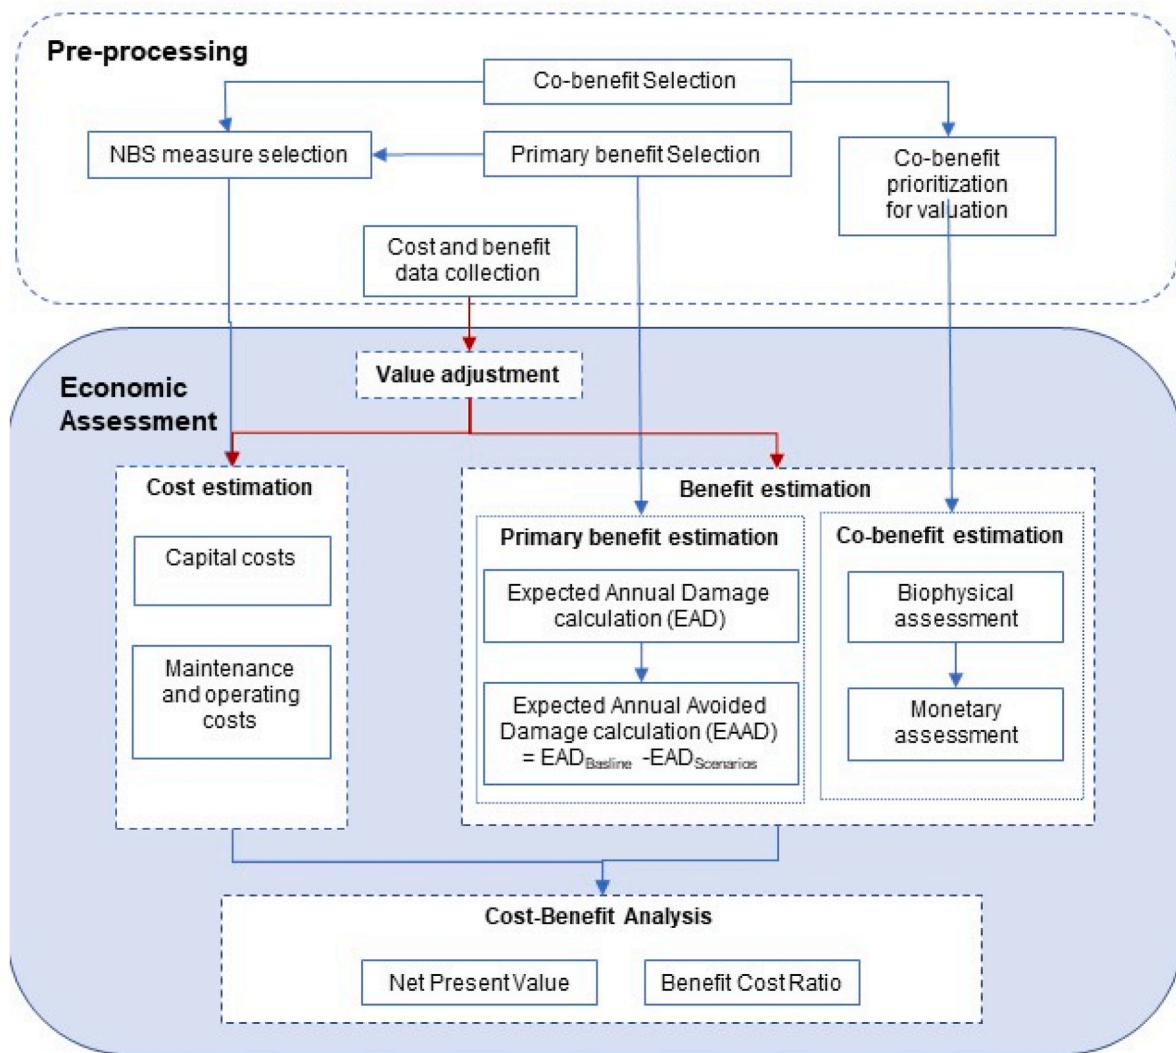 Pre-processing
Co-benefit Selection
NBS measure selection
Primary benefit Selection
Co-benefit
prioritization
for valuation
Cost and benefit
data collection
Value adjustment
Economic
Assessment
Cost estimation
Capital costs
Maintenance
and operating
costs
Benefit estimation
Primary benefit estimation
Expected Annual Damage
calculation (EAD)
Expected Annual Avoided
Damage calculation (EAAD)
= EADBasline -EADScenarios
Co-benefit estimation
Biophysical
assessment
Monetary
assessment
Cost-Benefit Analysis
Net Present Value
Benefit Cost Ratio